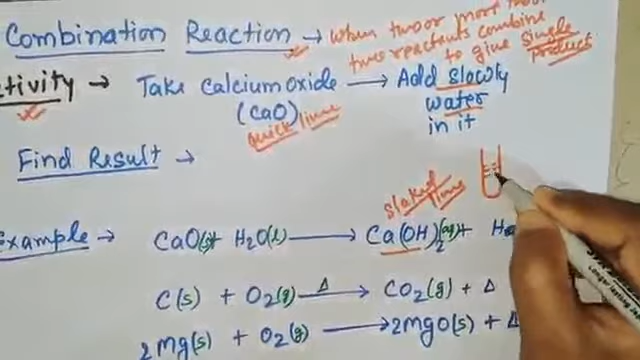 Combination Reaction → When two or more than
two reactants combine
to give single
product
ctivity → Take Calcium oxide → Add slowly
(CaO) water
quick lime in it
Find Result →
slaked
lime
Example → CaO(s) + H₂O(l) → Ca(OH)₂(aq) + Hea
C(s) + O₂(g) —Δ→ CO₂(g) + Δ
2Mg(s) + O₂(g) → 2MgO(s) + Δ